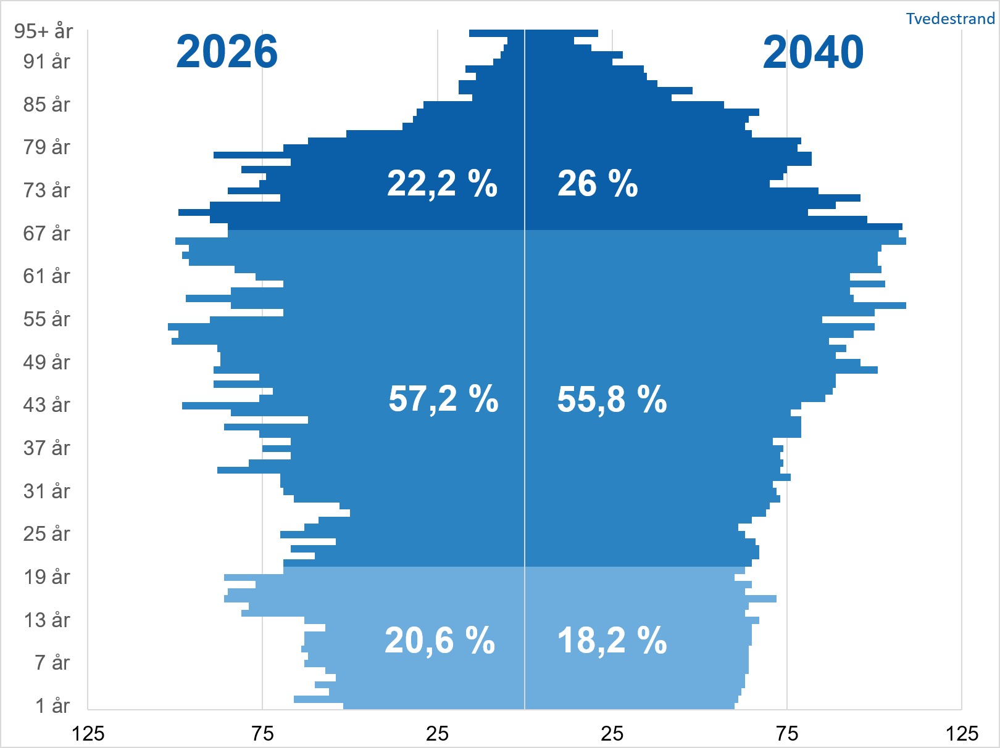 Tvedestrand
2026
2040
95+ år
91 år
85 år
79 år
73 år
67 år
61 år
55 år
49 år
43 år
37 år
31 år
25 år
19 år
13 år
7 år
1 år
22,2 %
26 %
57,2 %
55,8 %
20,6 %
18,2 %
125
75
25
25
75
125